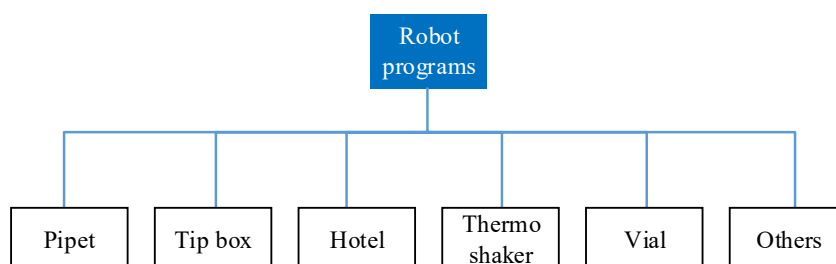 Robot
programs
Pipet
Tip box
Hotel
Thermo
shaker
Vial
Others